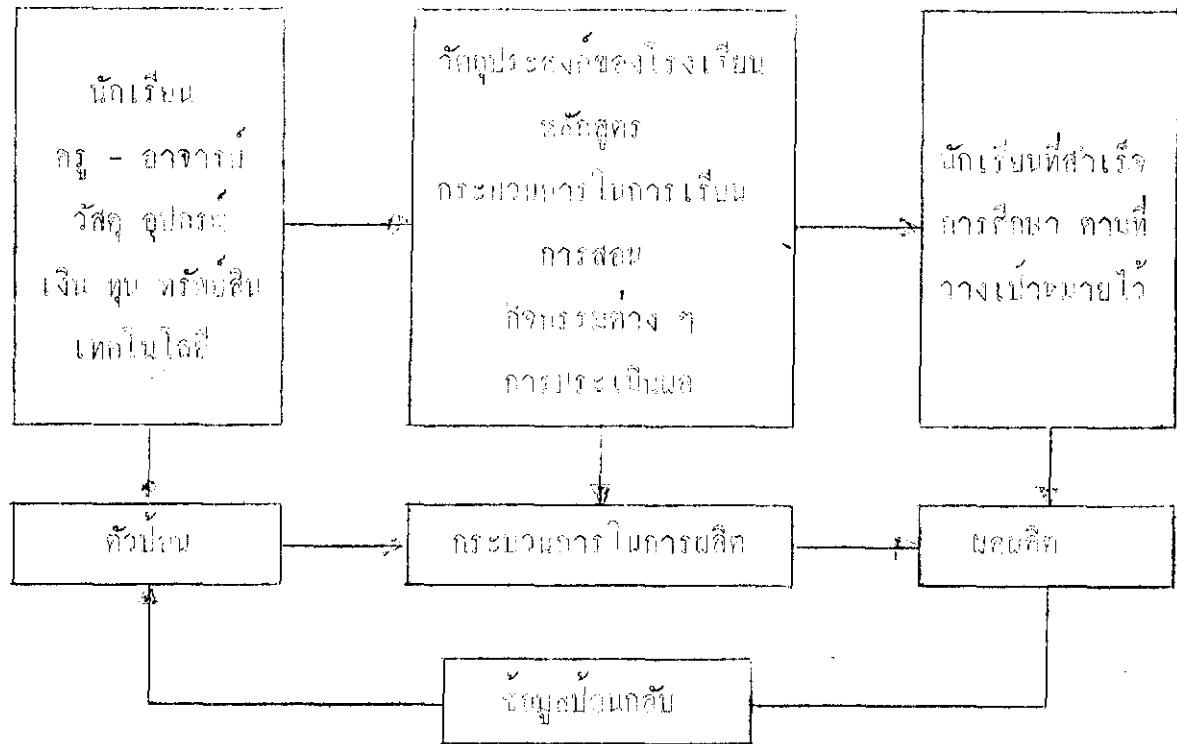 นักเรียน
ครู - อาจารย์
วัสดุ อุปกรณ์
เงิน ทุน ทรัพย์สิน
เทคโนโลยี
วัตถุประสงค์ของโรงเรียน
หลักสูตร
กระบวนการในการเรียน
การสอน
กิจกรรมต่าง ๆ
การประเมินผล
นักเรียนที่สำเร็จ
การศึกษา ตามที่
วางเป้าหมายไว้
ตัวป้อน
กระบวนการในการผลิต
ผลผลิต
ข้อมูลป้อนกลับ